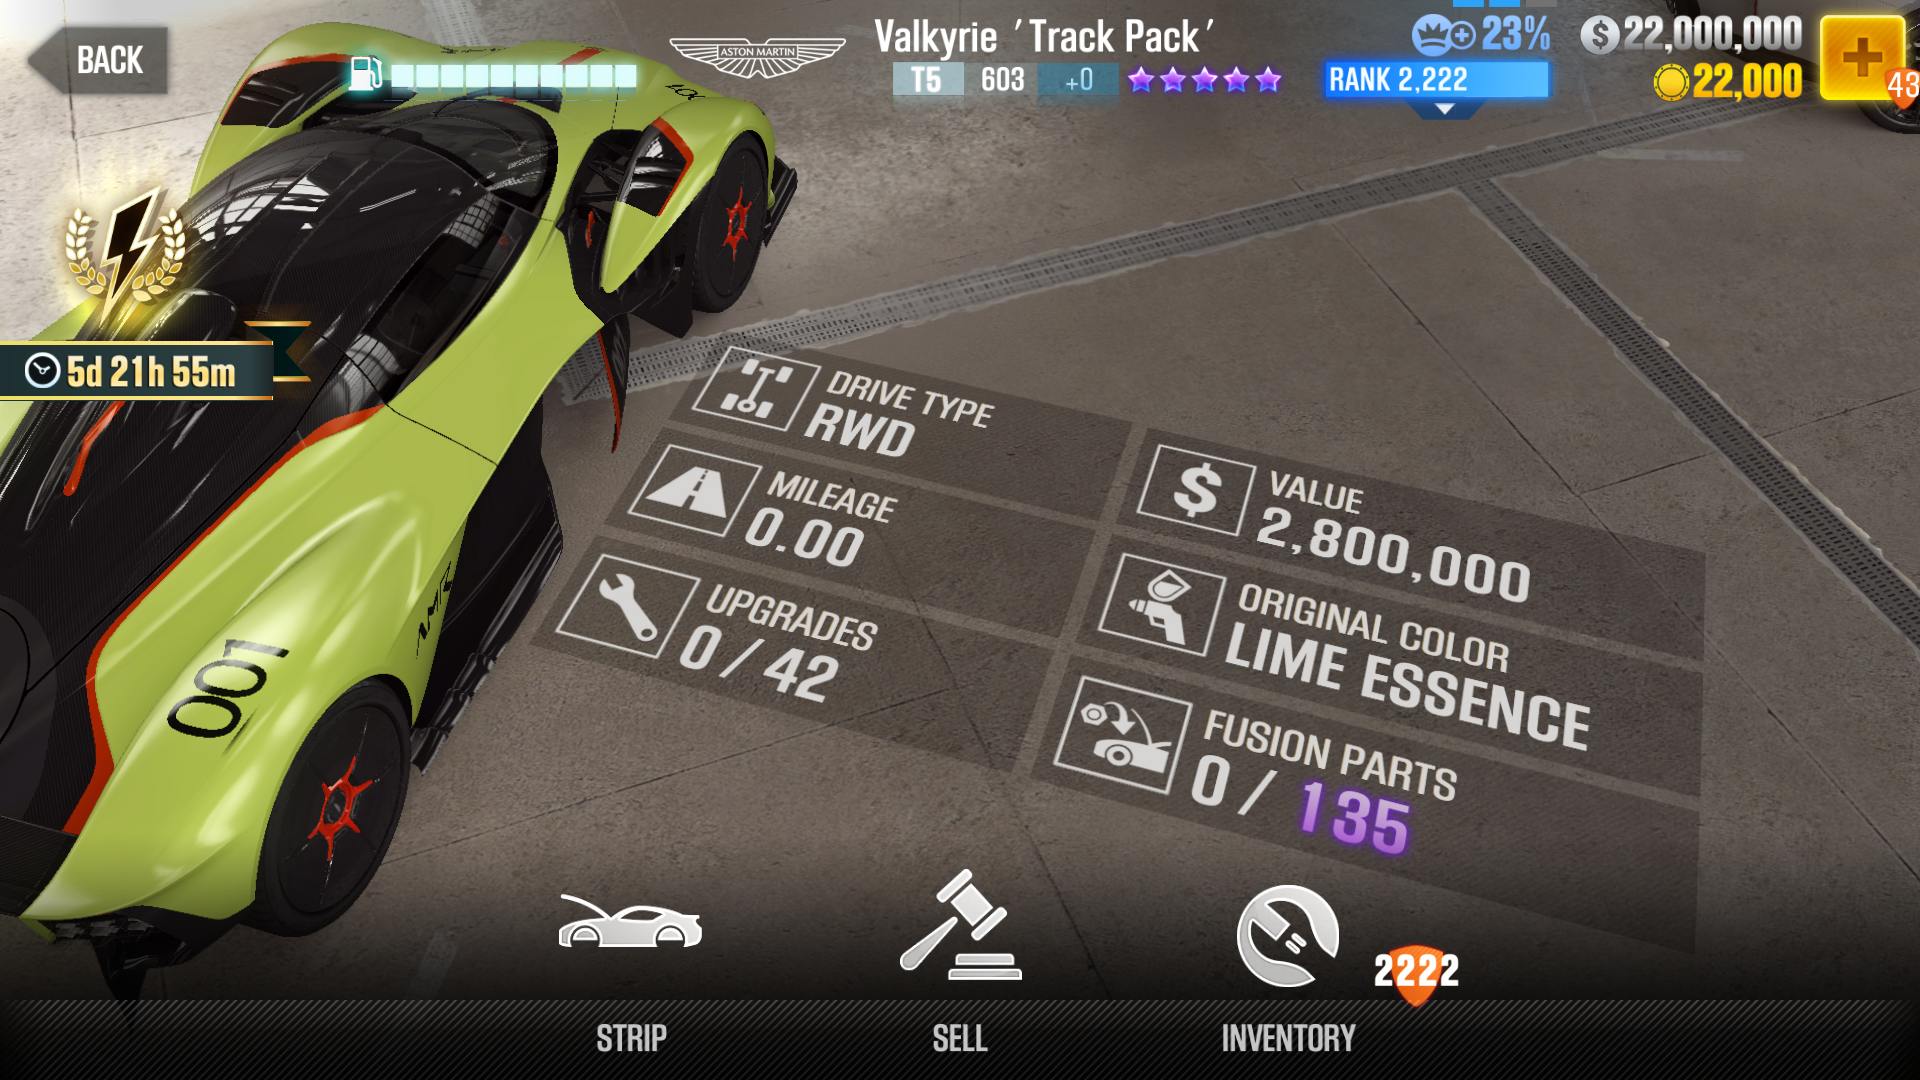 BACK
ASTON MARTIN
Valkyrie 'Track Pack'
T5 603 +0
23%
RANK 2,222
22,000,000
22,000
43
5d 21h 55m
DRIVE TYPE
RWD
MILEAGE
0.00
UPGRADES
0 / 42
VALUE
2,800,000
ORIGINAL COLOR
LIME ESSENCE
FUSION PARTS
0 / 135
001
AMR
STRIP
SELL
INVENTORY
2222